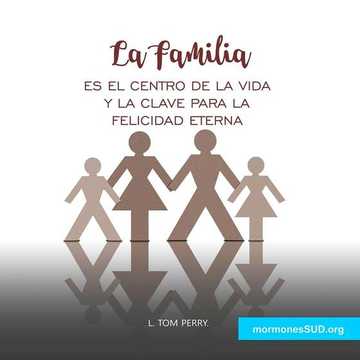 La Familia
ES EL CENTRO DE LA VIDA
Y LA CLAVE PARA LA
FELICIDAD ETERNA
L. TOM PERRY.
mormonesSUD.org